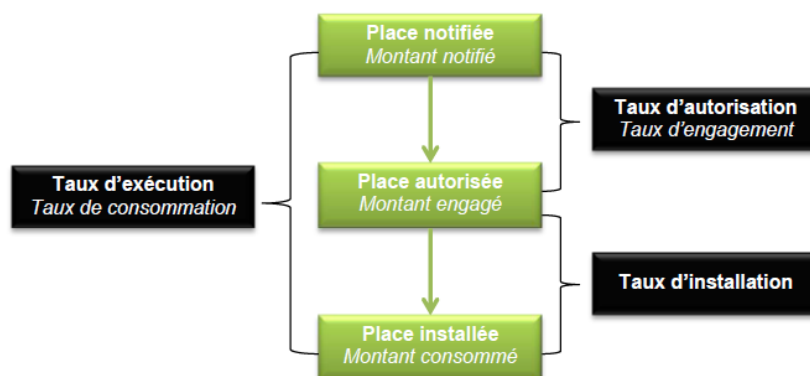 Place notifiée
Montant notifié
Taux d'autorisation
Taux d'engagement
Taux d'exécution
Taux de consommation
Place autorisée
Montant engagé
Taux d'installation
Place installée
Montant consommé